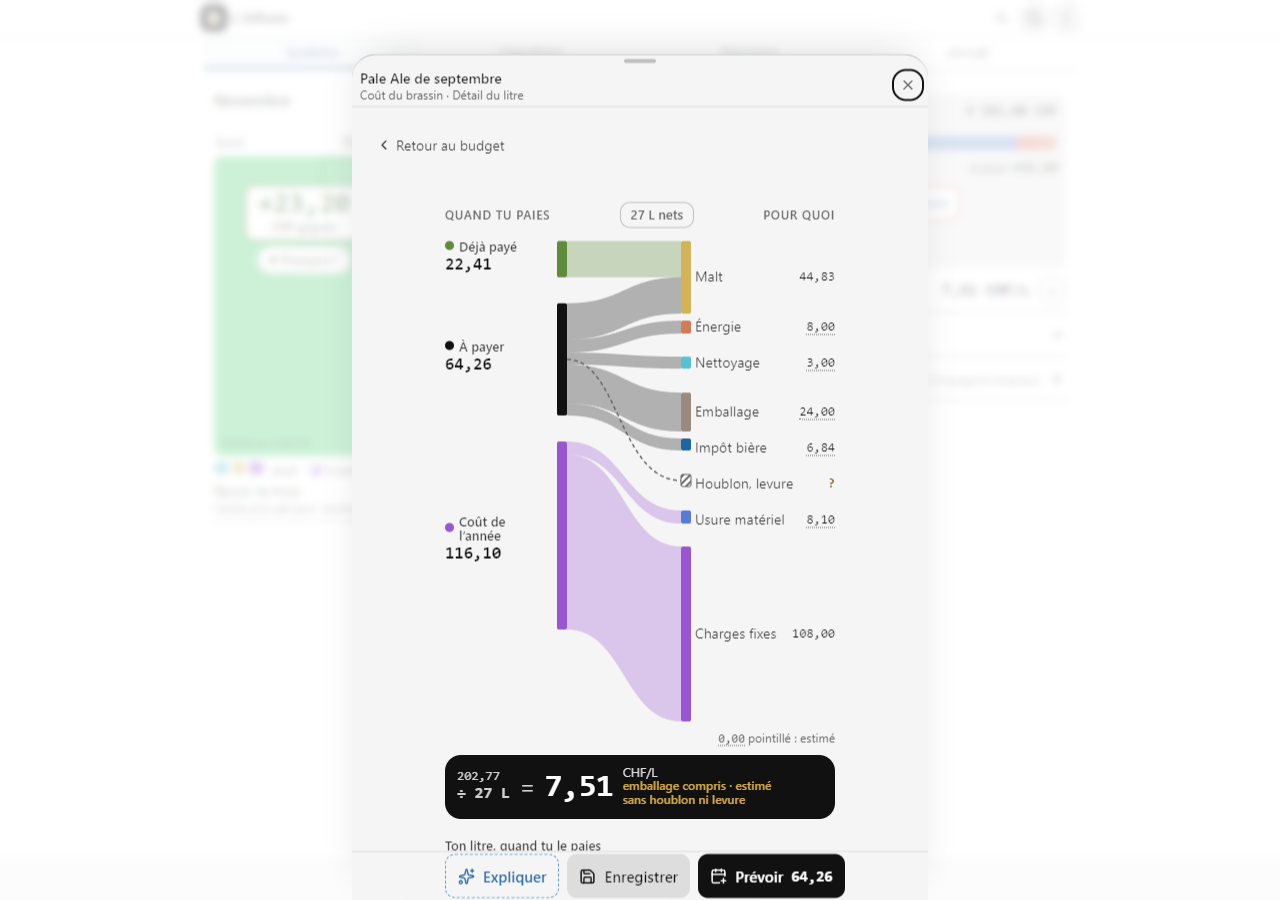 Pale Ale de septembre
Coût du brassin · Détail du litre
Retour au budget
QUAND TU PAIES
27 L nets
POUR QUOI
Déjà payé
22,41
Malt 44,83
Énergie 8,00
À payer
64,26
Nettoyage 3,00
Emballage 24,00
Impôt bière 6,84
Houblon, levure ?
Usure matériel 8,10
Coût de
l'année
116,10
Charges fixes 108,00
0,00 pointillé : estimé
202,77
÷ 27 L
= 7,51
CHF/L
emballage compris · estimé
sans houblon ni levure
Ton litre, quand tu le paies
Expliquer
Enregistrer
Prévoir 64,26